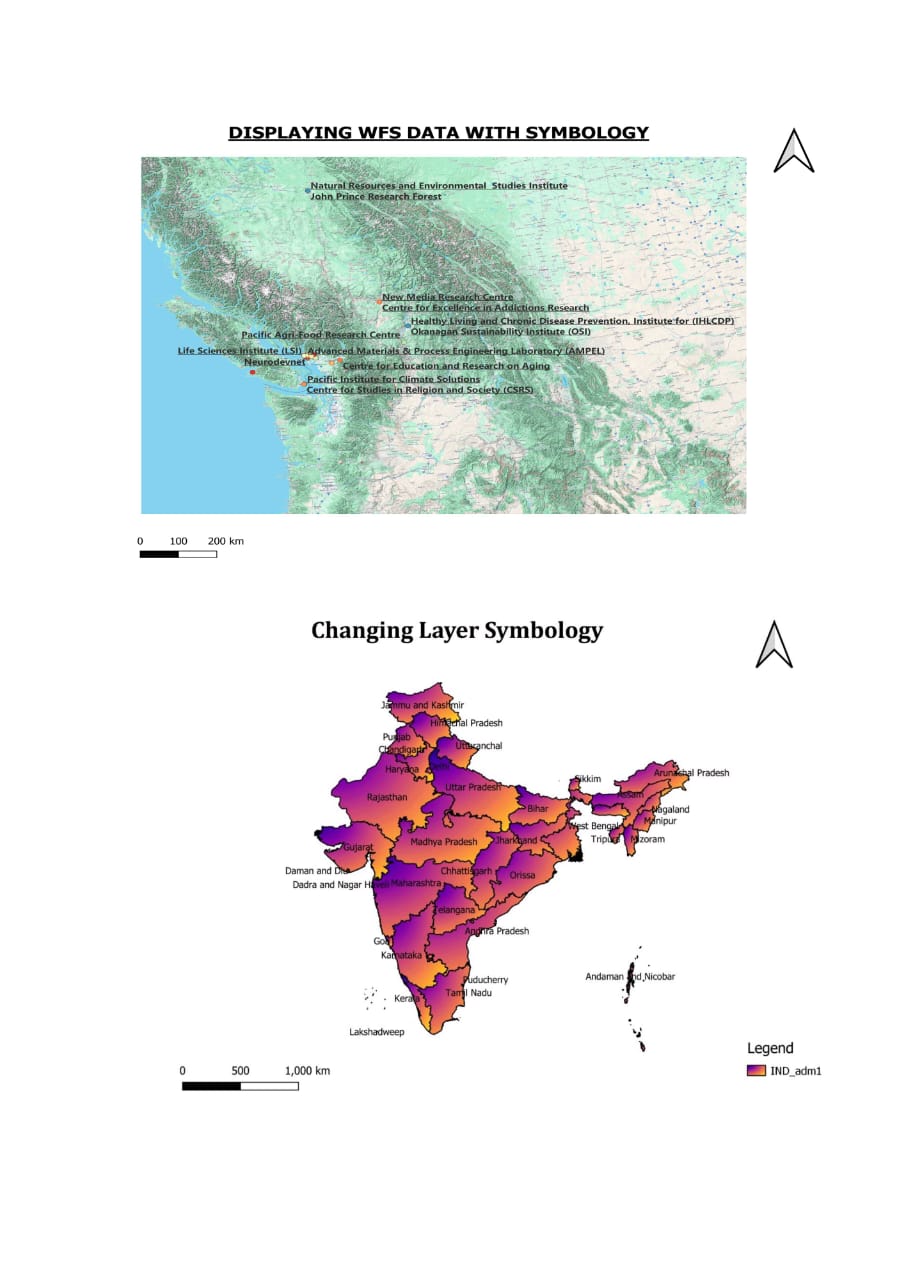 DISPLAYING WFS DATA WITH SYMBOLOGY
Natural Resources and Environmental Studies Institute
John Prince Research Forest
New Media Research Centre
Centre for Excellence in Addictions Research
Healthy Living and Chronic Disease Prevention, Institute for (IHLCDP)
Okanagan Sustainability Institute (OSI)
Pacific Agri-Food Research Centre
Life Sciences Institute (LSI) Advanced Materials & Process Engineering Laboratory (AMPEL)
Neurodevnet
Centre for Education and Research on Aging
Pacific Institute for Climate Solutions
Centre for Studies in Religion and Society (CSRS)
0 100 200 km
Changing Layer Symbology
Jammu and Kashmir
Himachal Pradesh
Punjab
Chandigarh
Uttaranchal
Haryana
Delhi
Arunachal Pradesh
Sikkim
Uttar Pradesh
Rajasthan
Assam
Bihar
Nagaland
Manipur
West Bengal
Tripura
Mizoram
Gujarat
Madhya Pradesh
Jharkhand
Daman and Diu
Chhattisgarh
Orissa
Dadra and Nagar Haveli
Maharashtra
Telangana
Andhra Pradesh
Goa
Karnataka
Puducherry
Andaman and Nicobar
Kerala
Tamil Nadu
Lakshadweep
Legend
IND_adm1
0 500 1,000 km